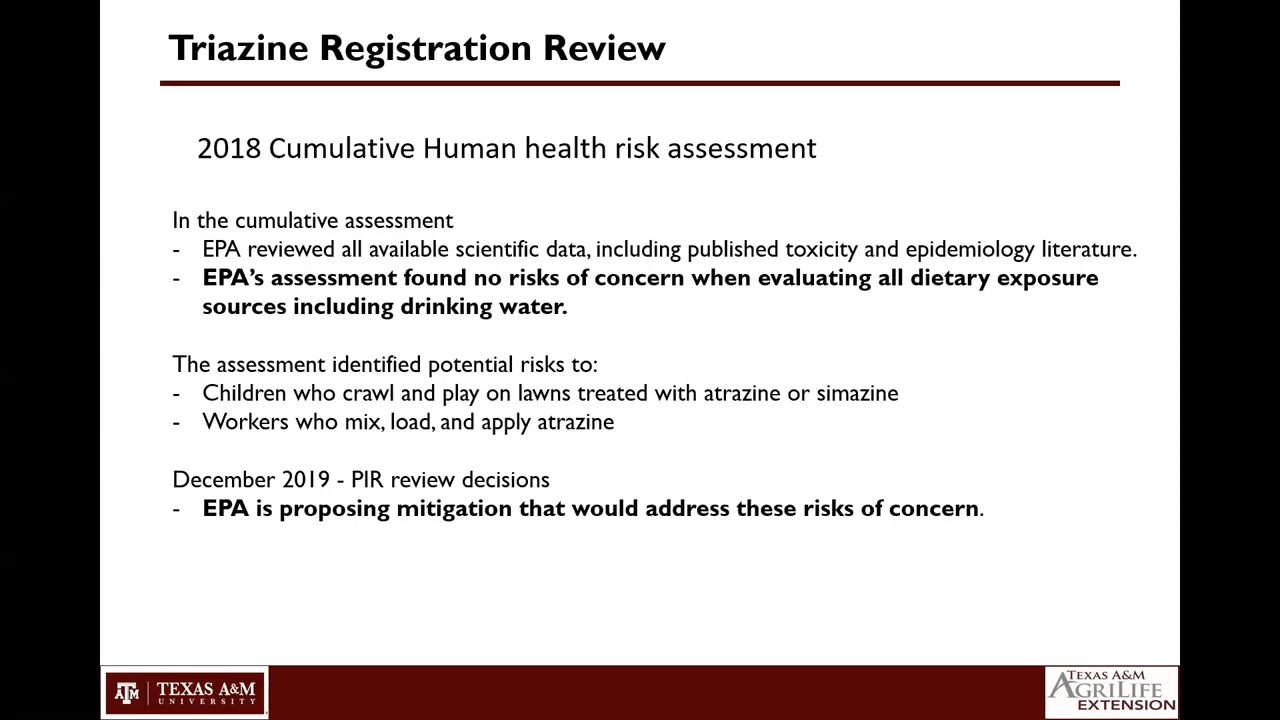 Triazine Registration Review
2018 Cumulative Human health risk assessment
In the cumulative assessment
- EPA reviewed all available scientific data, including published toxicity and epidemiology literature.
- EPA's assessment found no risks of concern when evaluating all dietary exposure
sources including drinking water.
The assessment identified potential risks to:
- Children who crawl and play on lawns treated with atrazine or simazine
- Workers who mix, load, and apply atrazine
December 2019 - PIR review decisions
- EPA is proposing mitigation that would address these risks of concern.
ATM TEXAS A&M
UNIVERSITY
TEXAS A&M
AGRILIFE
EXTENSION